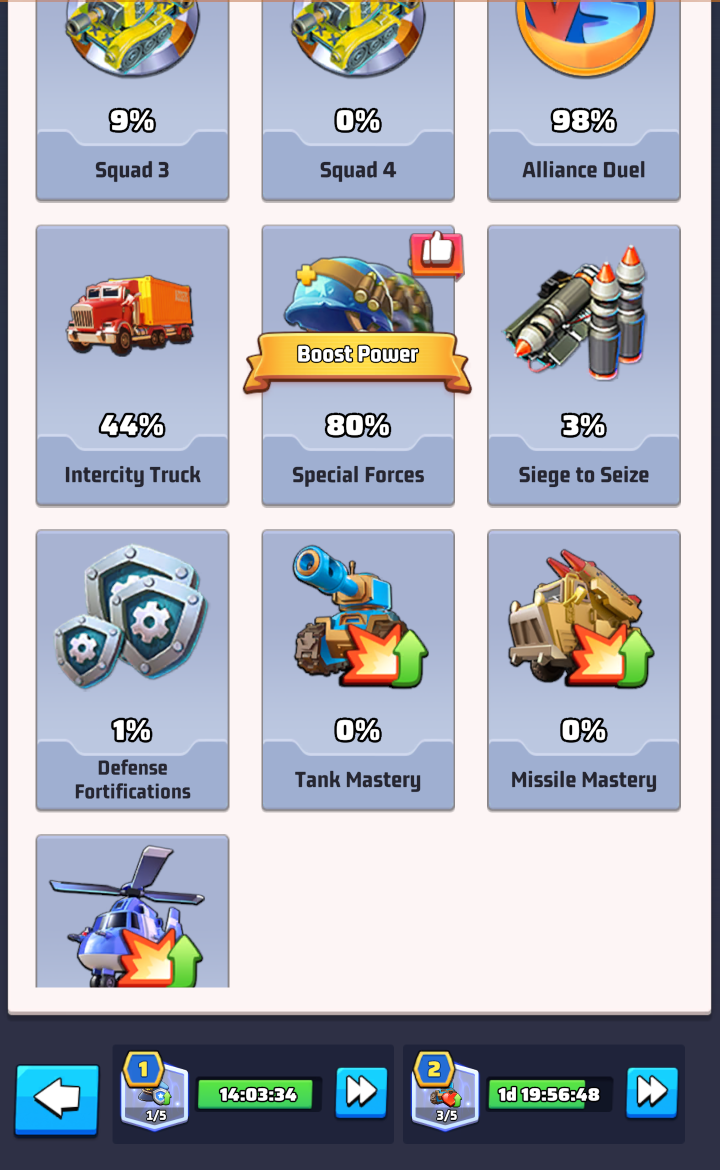 VS
9%
0%
98%
Squad 3
Squad 4
Alliance Duel
Boost Power
44%
80%
3%
Intercity Truck
Special Forces
Siege to Seize
1%
0%
0%
Defense
Fortifications
Tank Mastery
Missile Mastery
1
1/5
14:03:34
2
3/5
1d 19:56:48